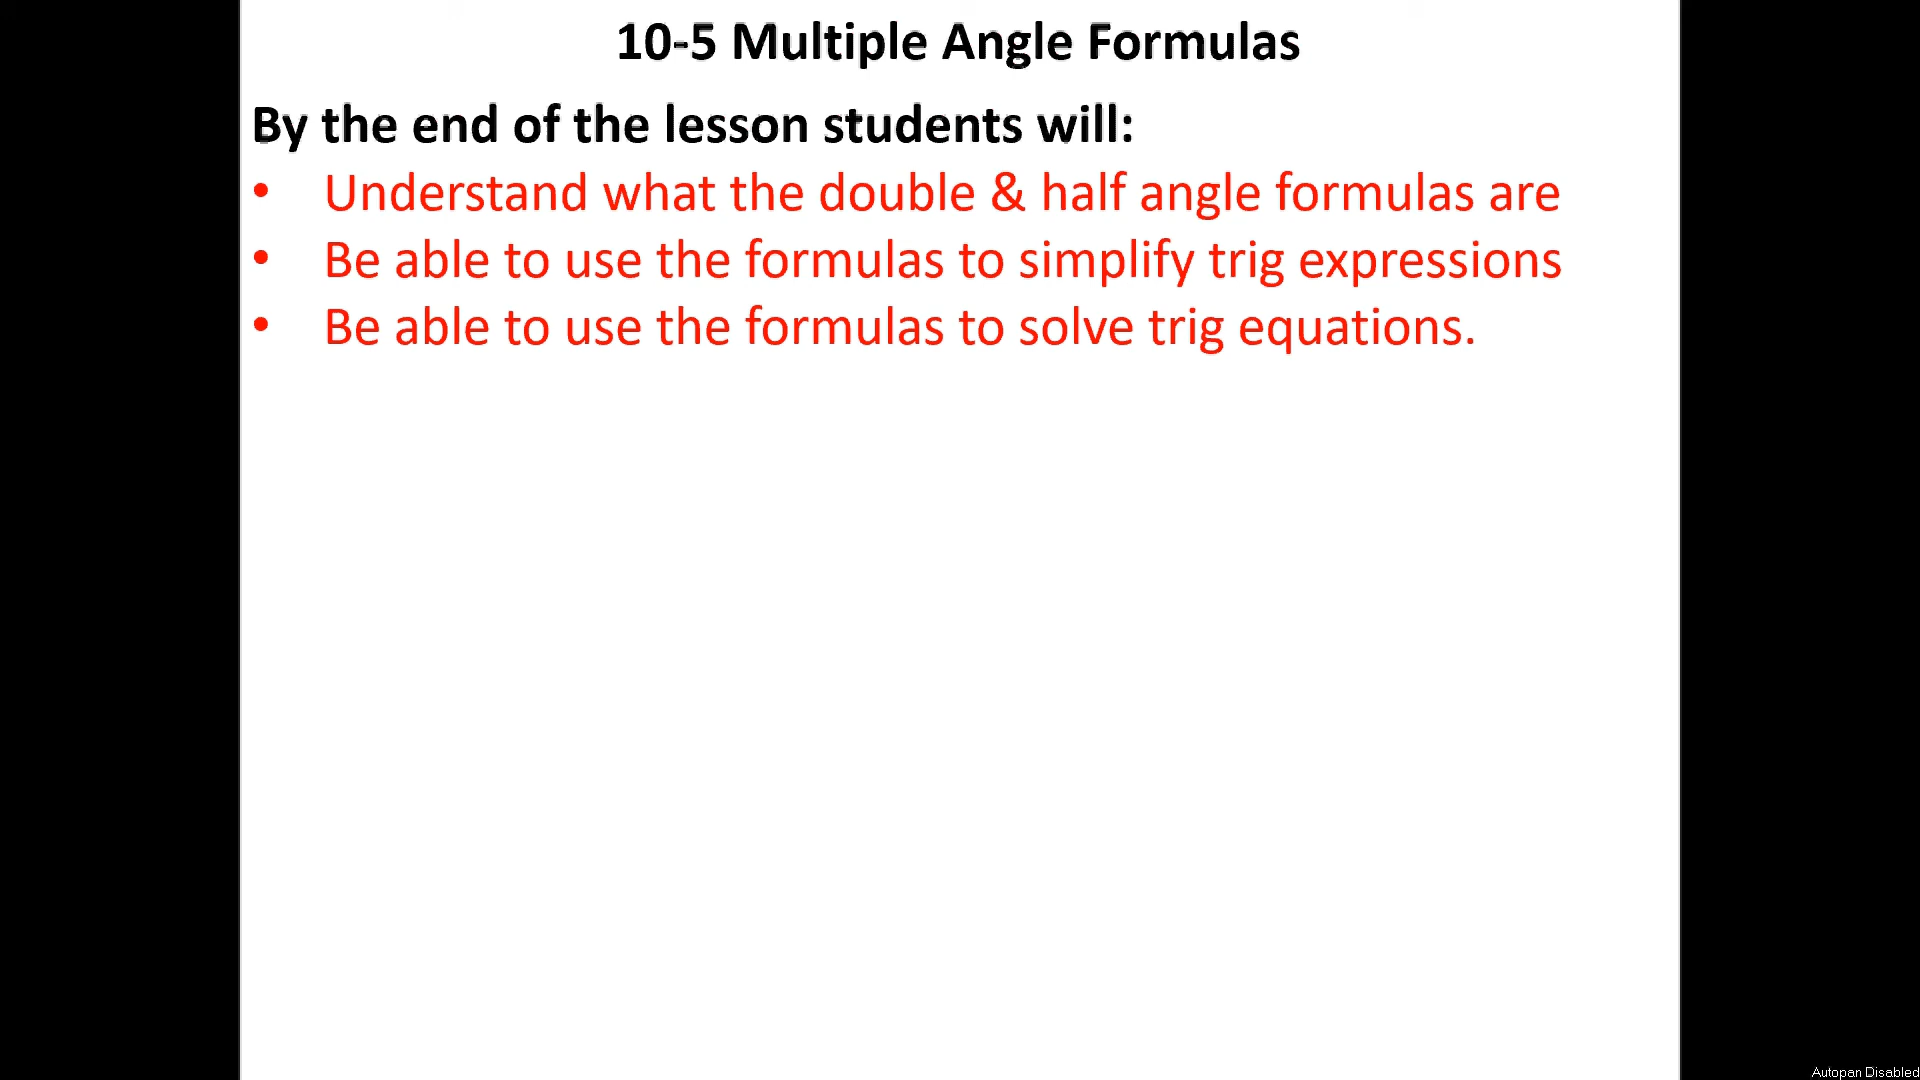 10-5 Multiple Angle Formulas
By the end of the lesson students will:
• Understand what the double & half angle formulas are
• Be able to use the formulas to simplify trig expressions
• Be able to use the formulas to solve trig equations.
Autopan Disabled